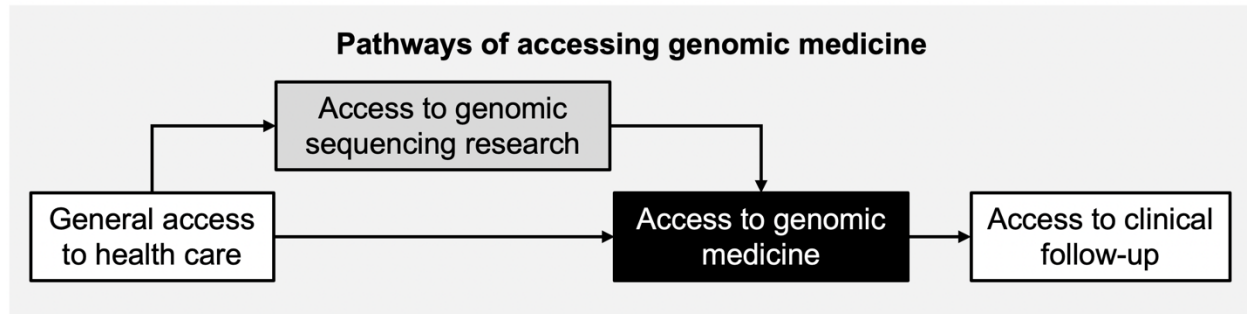 Pathways of accessing genomic medicine
Access to genomic
sequencing research
General access
to health care
Access to genomic
medicine
Access to clinical
follow-up